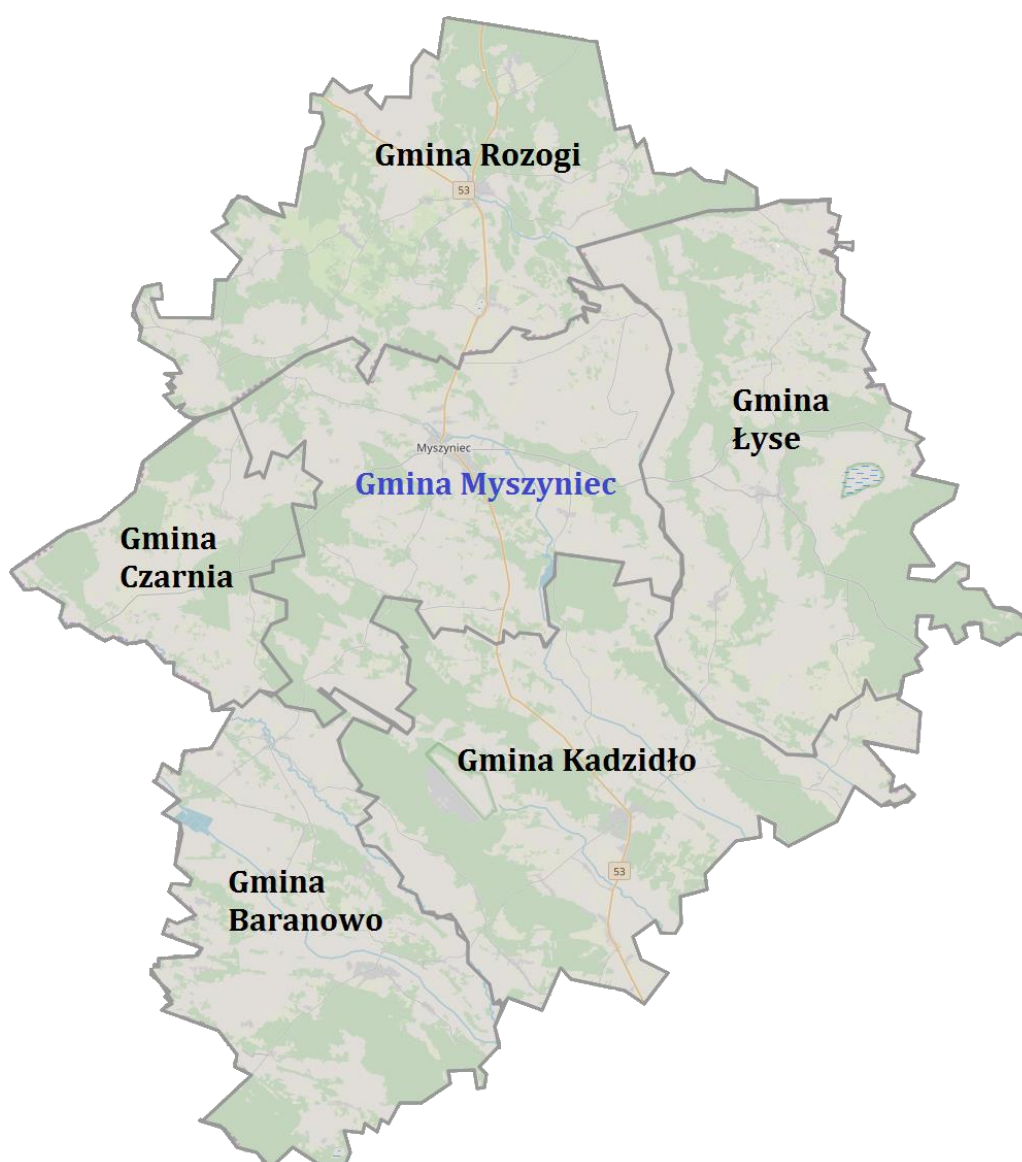 Gmina Rozogi
53
Gmina
Łyse
Myszyniec
Gmina Myszyniec
Gmina
Czarnia
Gmina Kadzidło
53
Gmina
Baranowo